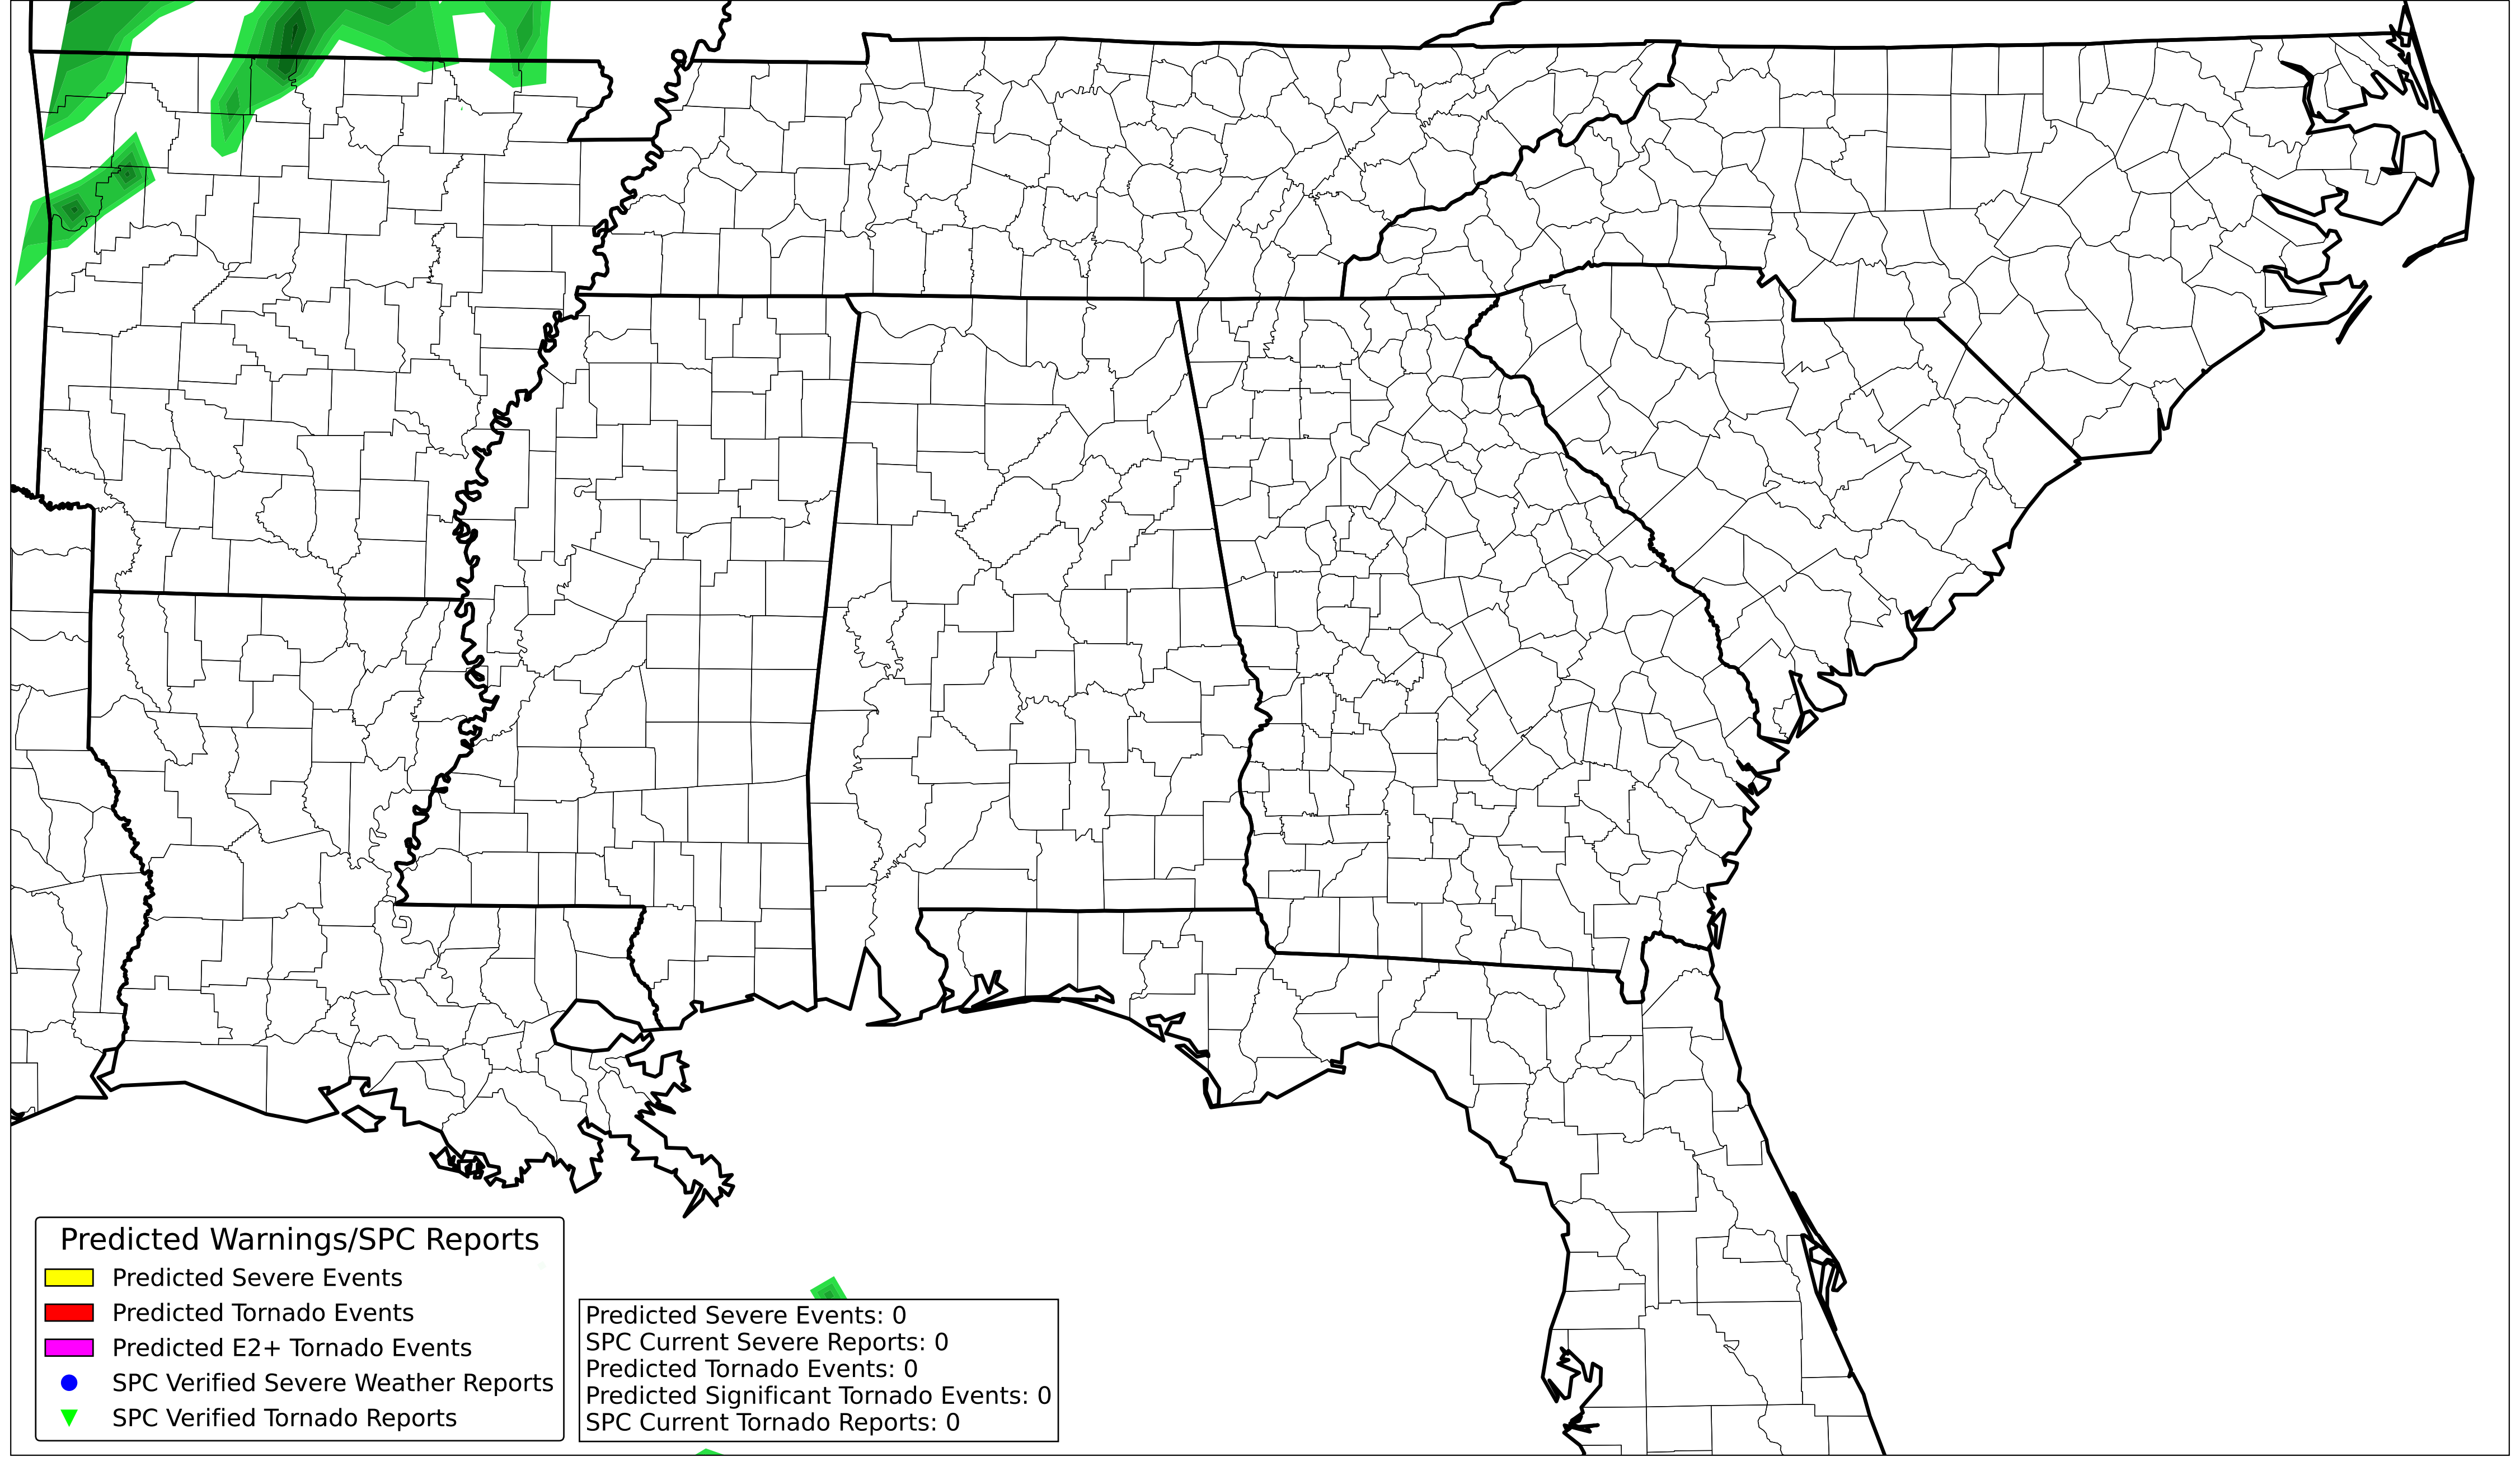 Predicted Warnings/SPC Reports
Predicted Severe Events
Predicted Tornado Events
Predicted E2+ Tornado Events
SPC Verified Severe Weather Reports
SPC Verified Tornado Reports
Predicted Severe Events: 0
SPC Current Severe Reports: 0
Predicted Tornado Events: 0
Predicted Significant Tornado Events: 0
SPC Current Tornado Reports: 0